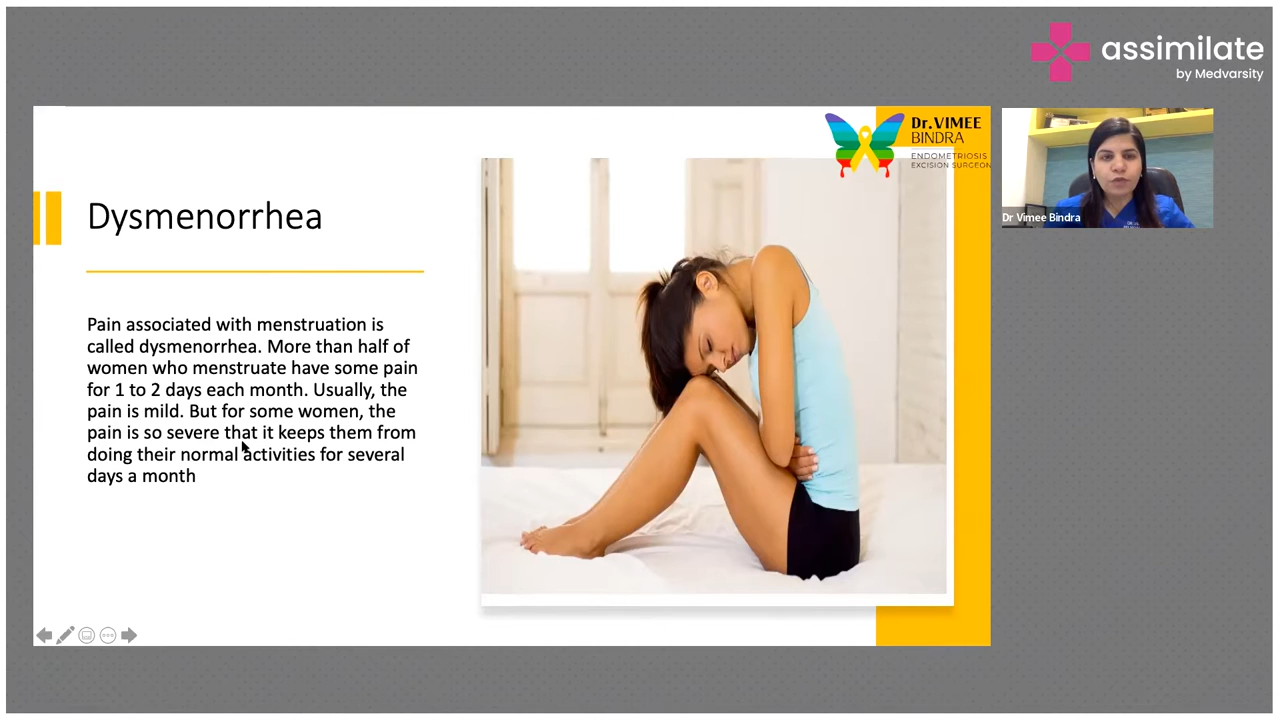 assimilate
by Medvarsity
Dr.VIMEE
BINDRA
ENDOMETRIOSIS
EXCISION SURGEON
Dr Vimee Bindra
Dysmenorrhea
Pain associated with menstruation is
called dysmenorrhea. More than half of
women who menstruate have some pain
for 1 to 2 days each month. Usually, the
pain is mild. But for some women, the
pain is so severe that it keeps them from
doing their normal activities for several
days a month